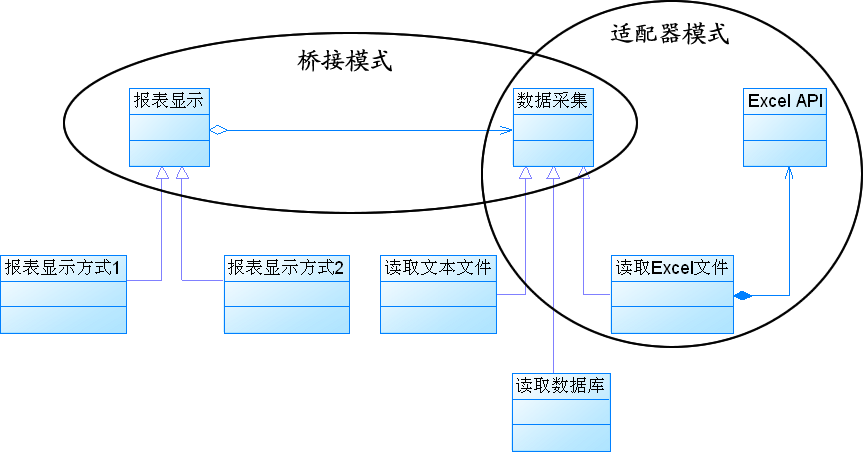 适配器模式
桥接模式
报表显示
数据采集
Excel API
报表显示方式1
报表显示方式2
读取文本文件
读取Excel文件
读取数据库